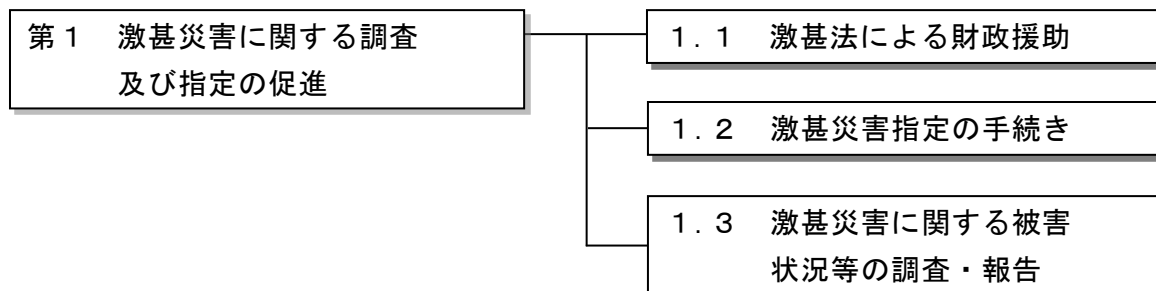 第１　激甚災害に関する調査
及び指定の促進
１.１　激甚法による財政援助
１.２　激甚災害指定の手続き
１.３　激甚災害に関する被害
状況等の調査・報告